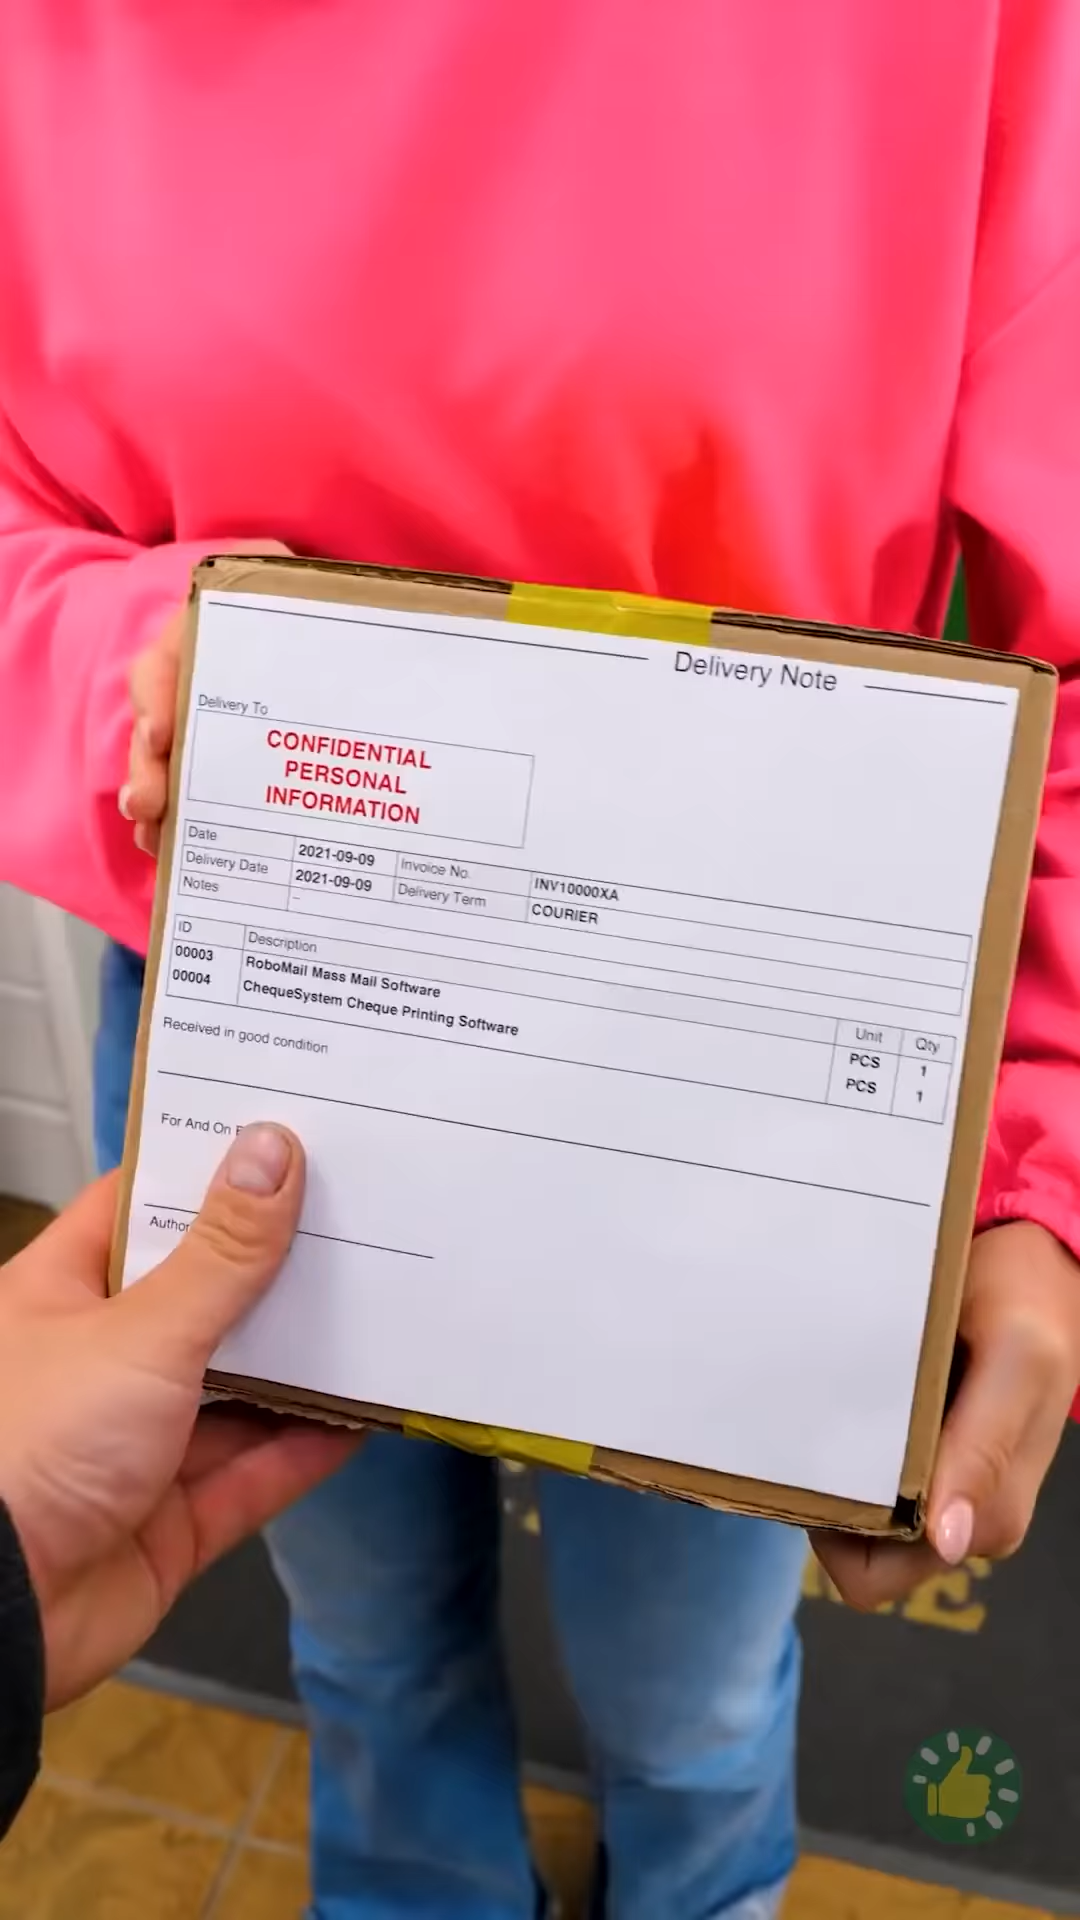 Delivery Note
Delivery To
CONFIDENTIAL
PERSONAL
INFORMATION
Date 2021-09-09 Invoice No. INV10000XA
Delivery Date 2021-09-09 Delivery Term COURIER
Notes –
ID Description Unit Qty
00003 RoboMail Mass Mail Software PCS 1
00004 ChequeSystem Cheque Printing Software PCS 1
Received in good condition
For And On